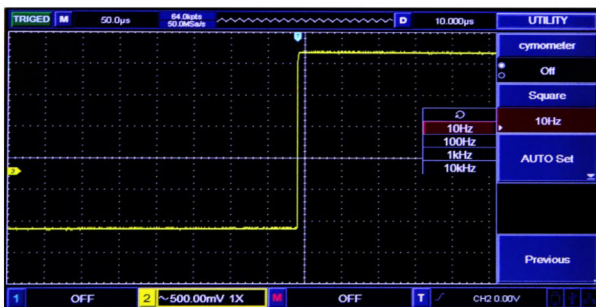 TRIGED M 50.0μs 64.0kpts D 10.000μs UTILITY
50.0MSa/s
cymometer
Off
Square
10Hz
10Hz
100Hz
1kHz
10kHz
AUTO Set
2
Previous
1 OFF 2 ~500.00mV 1X M OFF T CH2 0.00V